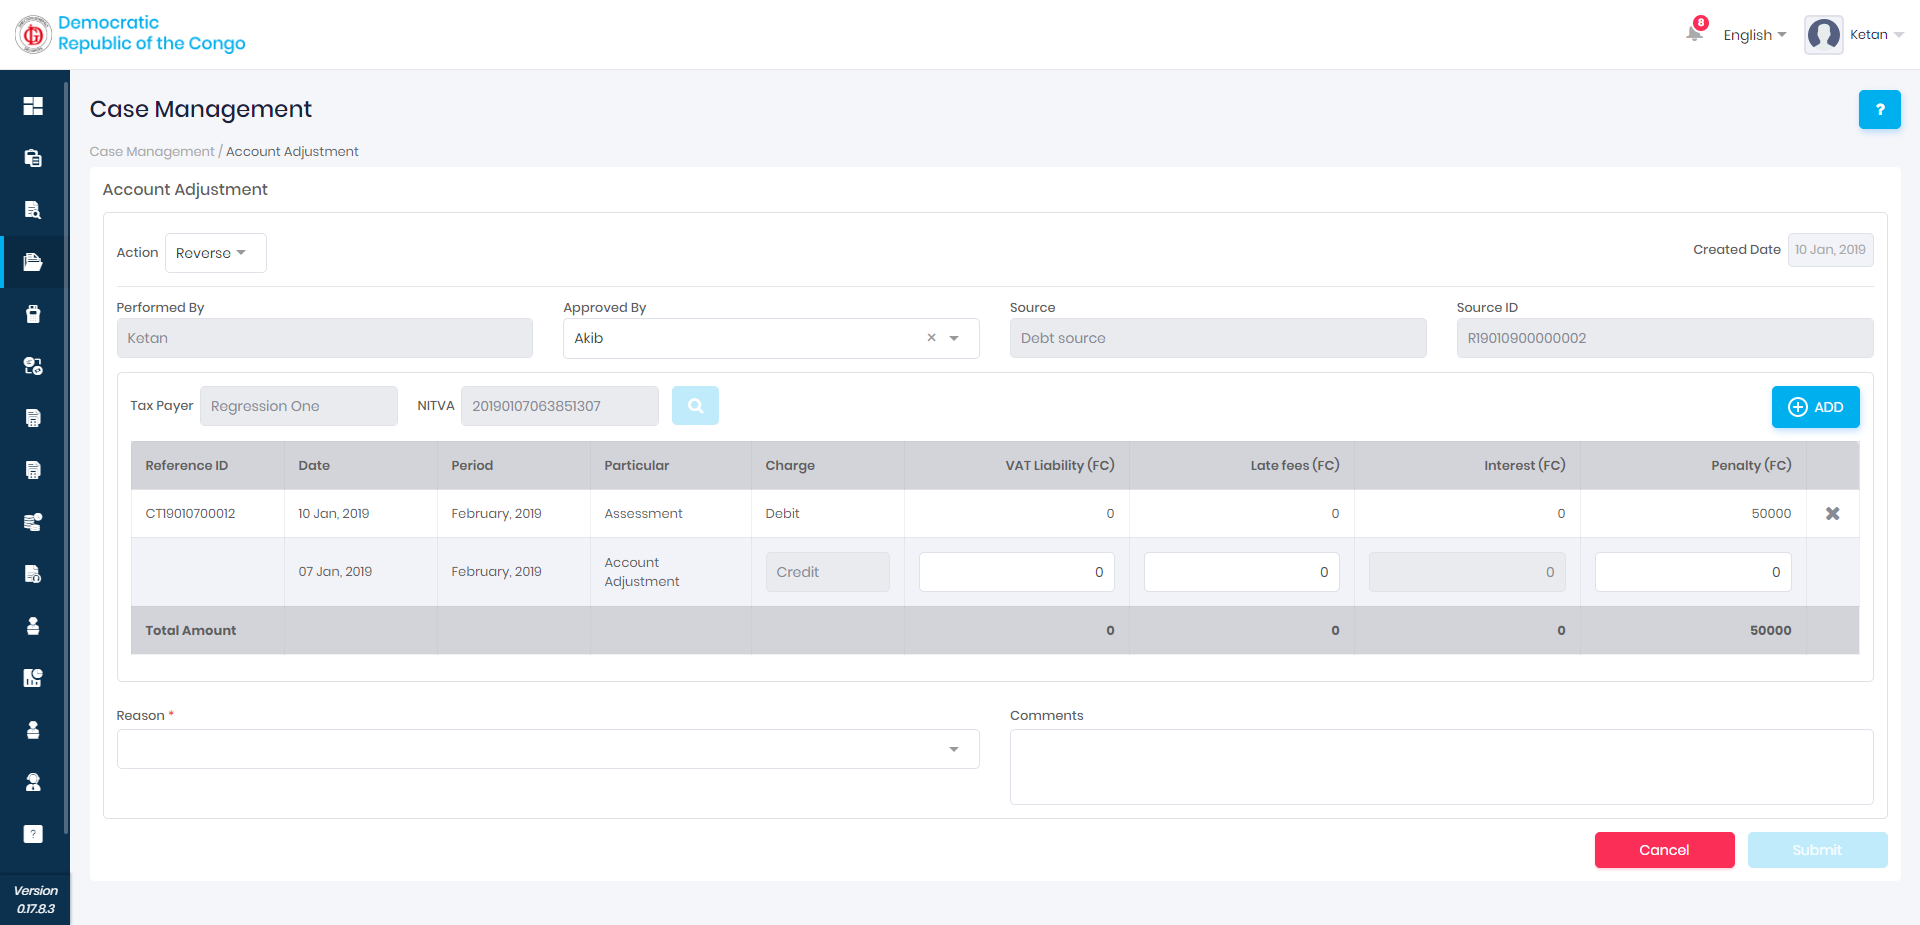 Democratic
Republic of the Congo
8
English
Ketan
Case Management
?
Case Management / Account Adjustment
Account Adjustment
Action
Reverse
Created Date
10 Jan, 2019
Performed By
Approved By
Source
Source ID
Ketan
Akib
×
Debt source
R19010900000002
Tax Payer
Regression One
NITVA
20190107063851307
ADD
Reference ID Date Period Particular Charge VAT Liability (FC) Late fees (FC) Interest (FC) Penalty (FC)
CT19010700012 10 Jan, 2019 February, 2019 Assessment Debit 0 0 0 50000
07 Jan, 2019 February, 2019 Account Adjustment Credit 0 0 0 0
Total Amount 0 0 0 50000
Reason *
Comments
Cancel
Submit
?
Version
0.17.8.3